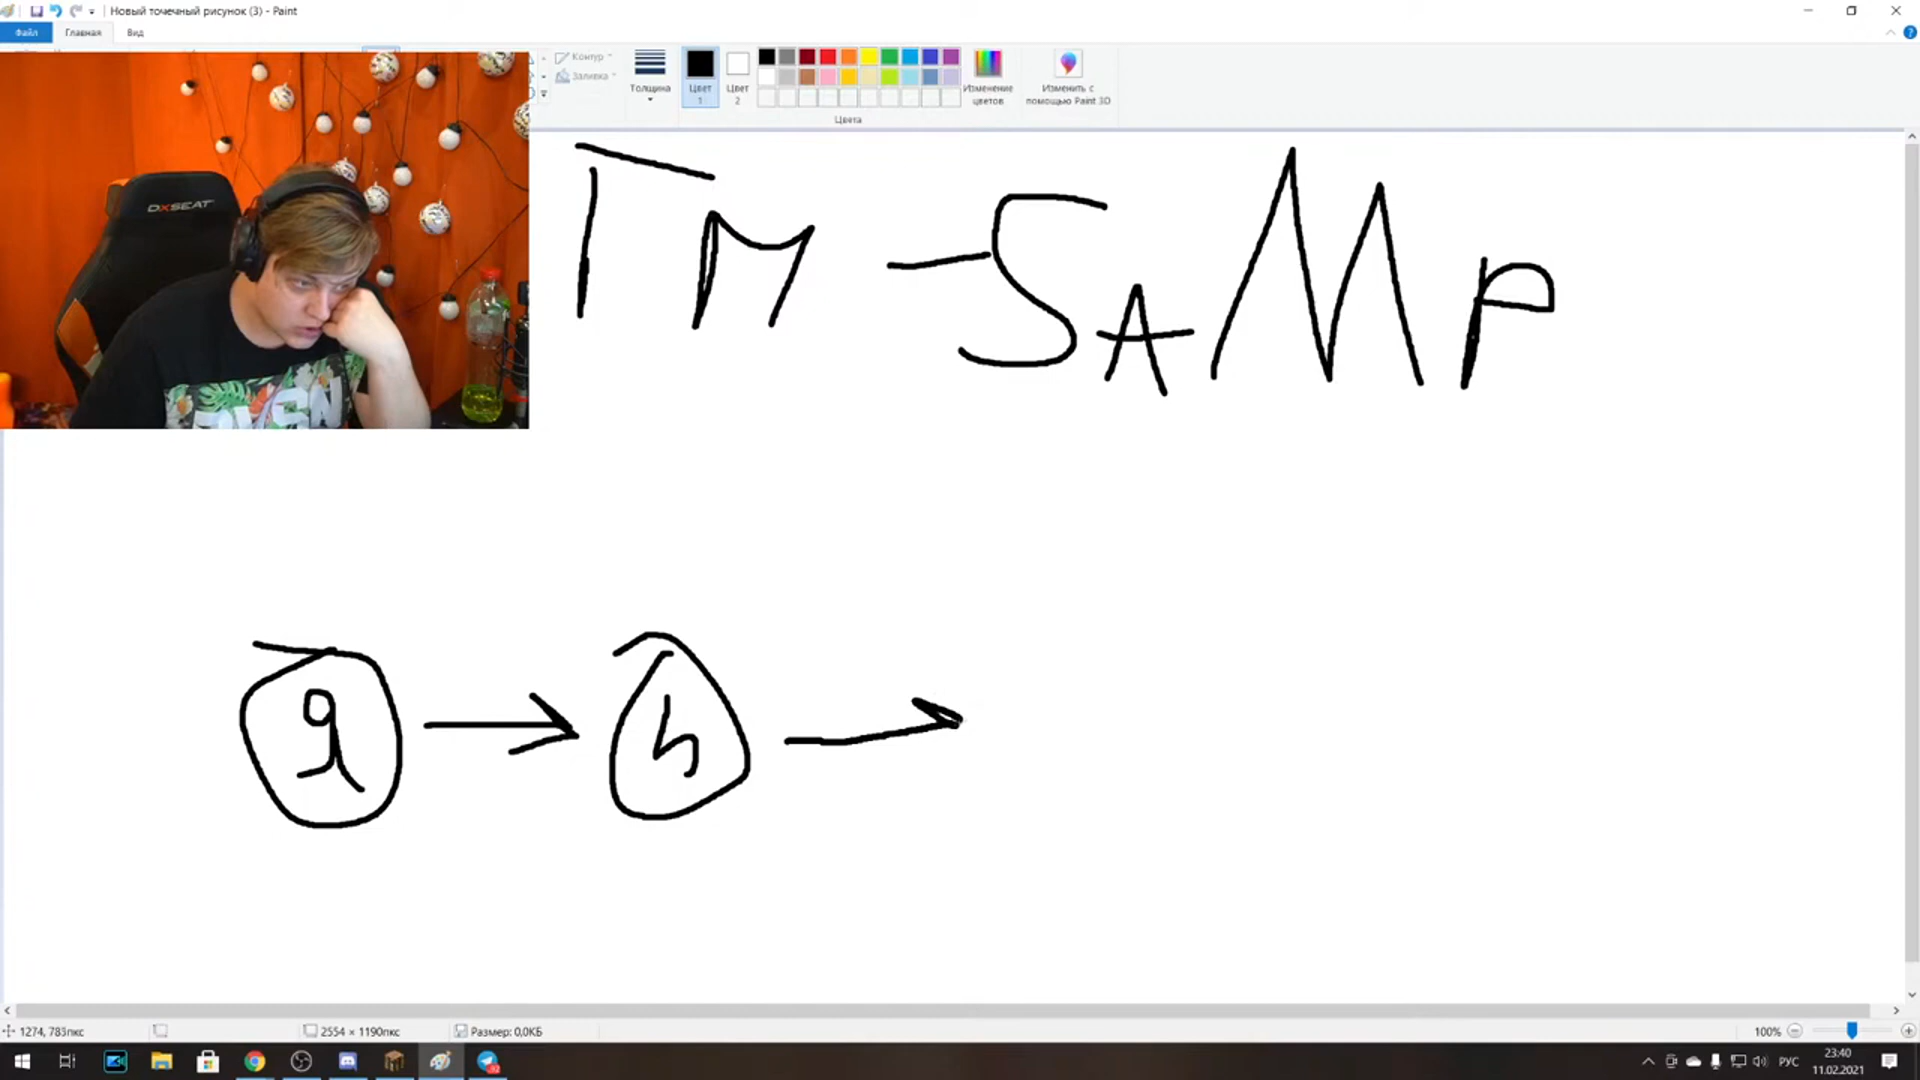 Новый точечный рисунок (3) - Paint
Файл Главная Вид
Контур
Заливка
Толщина
Цвет 1
Цвет 2
Изменение цветов
Изменить с помощью Paint 3D
Цвета
DXSEAT
ГМ - SAMP
я → ч →
1274, 783пкс 2554 × 1190пкс Размер: 0,0КБ 100%
РУС 23:40 11.02.2021